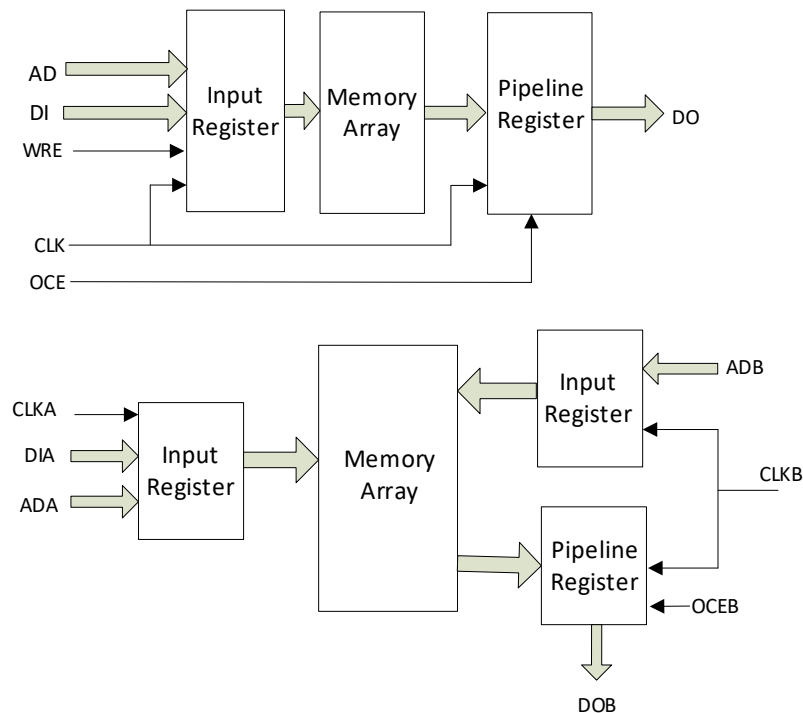 AD
DI
WRE
CLK
OCE
Input
Register
Memory
Array
Pipeline
Register
DO
CLKA
DIA
ADA
Input
Register
Memory
Array
Input
Register
ADB
CLKB
Pipeline
Register
OCEB
DOB